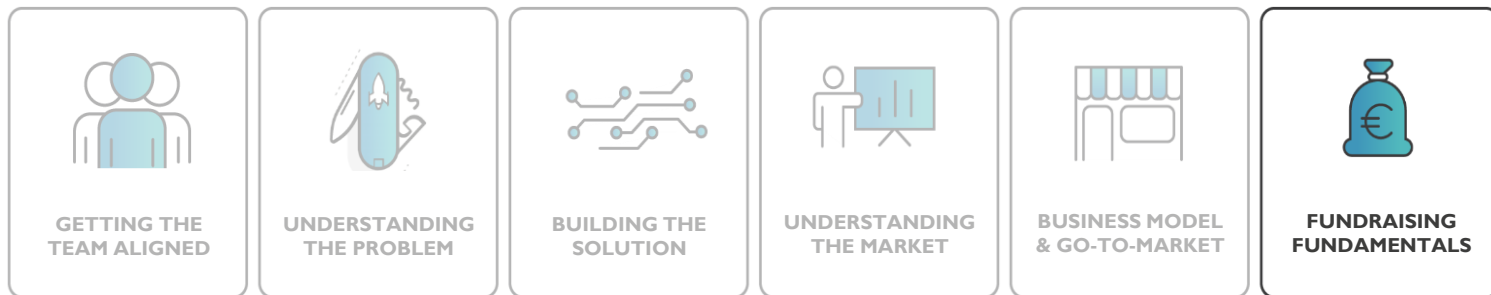 GETTING THE
TEAM ALIGNED
UNDERSTANDING
THE PROBLEM
BUILDING THE
SOLUTION
UNDERSTANDING
THE MARKET
BUSINESS MODEL
& GO-TO-MARKET
€
FUNDRAISING
FUNDAMENTALS